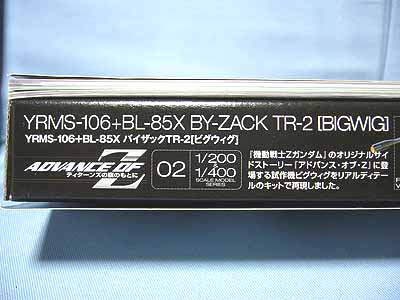 YRMS-106+BL-85X BY-ZACK TR-2 [BIGWIG]
YRMS-106+BL-85X バイザックTR-2[ビグウィグ]
ADVANCE OF Z
ティターンズの旗のもとに
02
1/200
&
1/400
SCALE MODEL
SERIES
「機動戦士Zガンダム」のオリジナルサイ
ドストーリー「アドバンス・オブ・Z」に登
場する試作機ビグウィグをリアルディテ
ールのキットで再現しました。